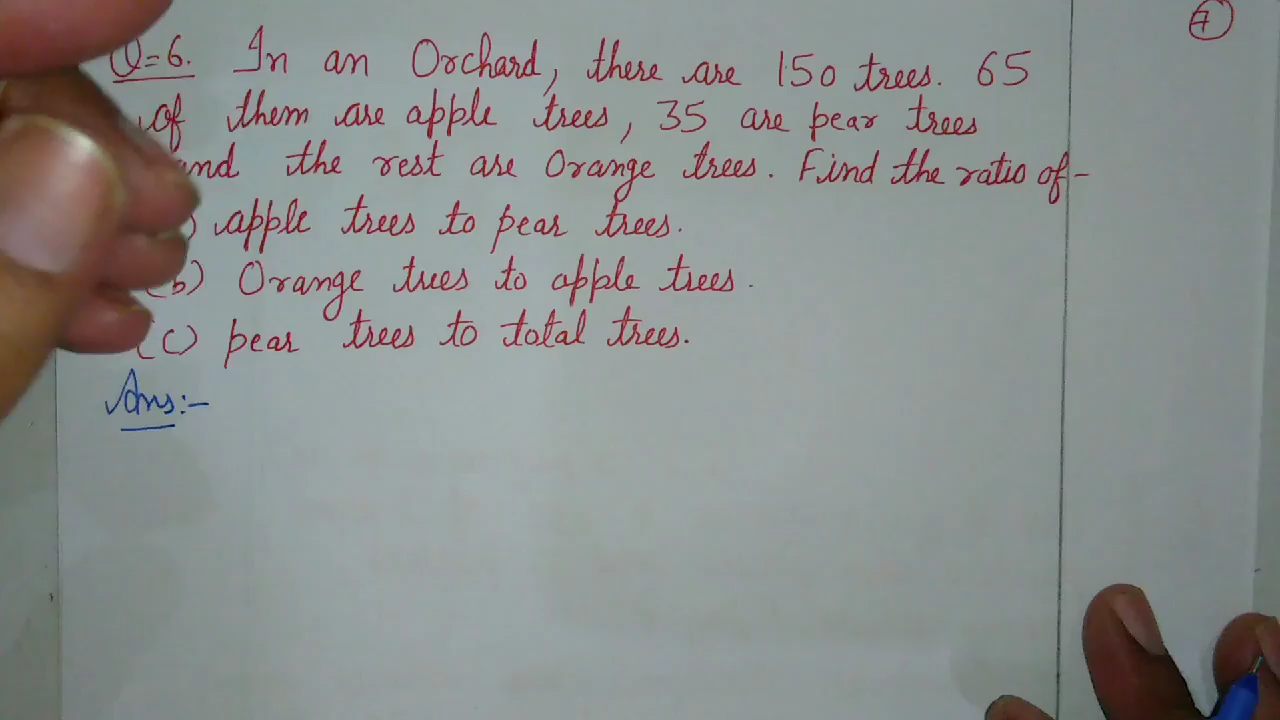 7
Q=6. In an Orchard, there are 150 trees. 65
of them are apple trees, 35 are pear trees
and the rest are Orange trees. Find the ratio of-
) apple trees to pear trees.
(b) Orange trees to apple trees.
(c) pear trees to total trees.
Ans:-